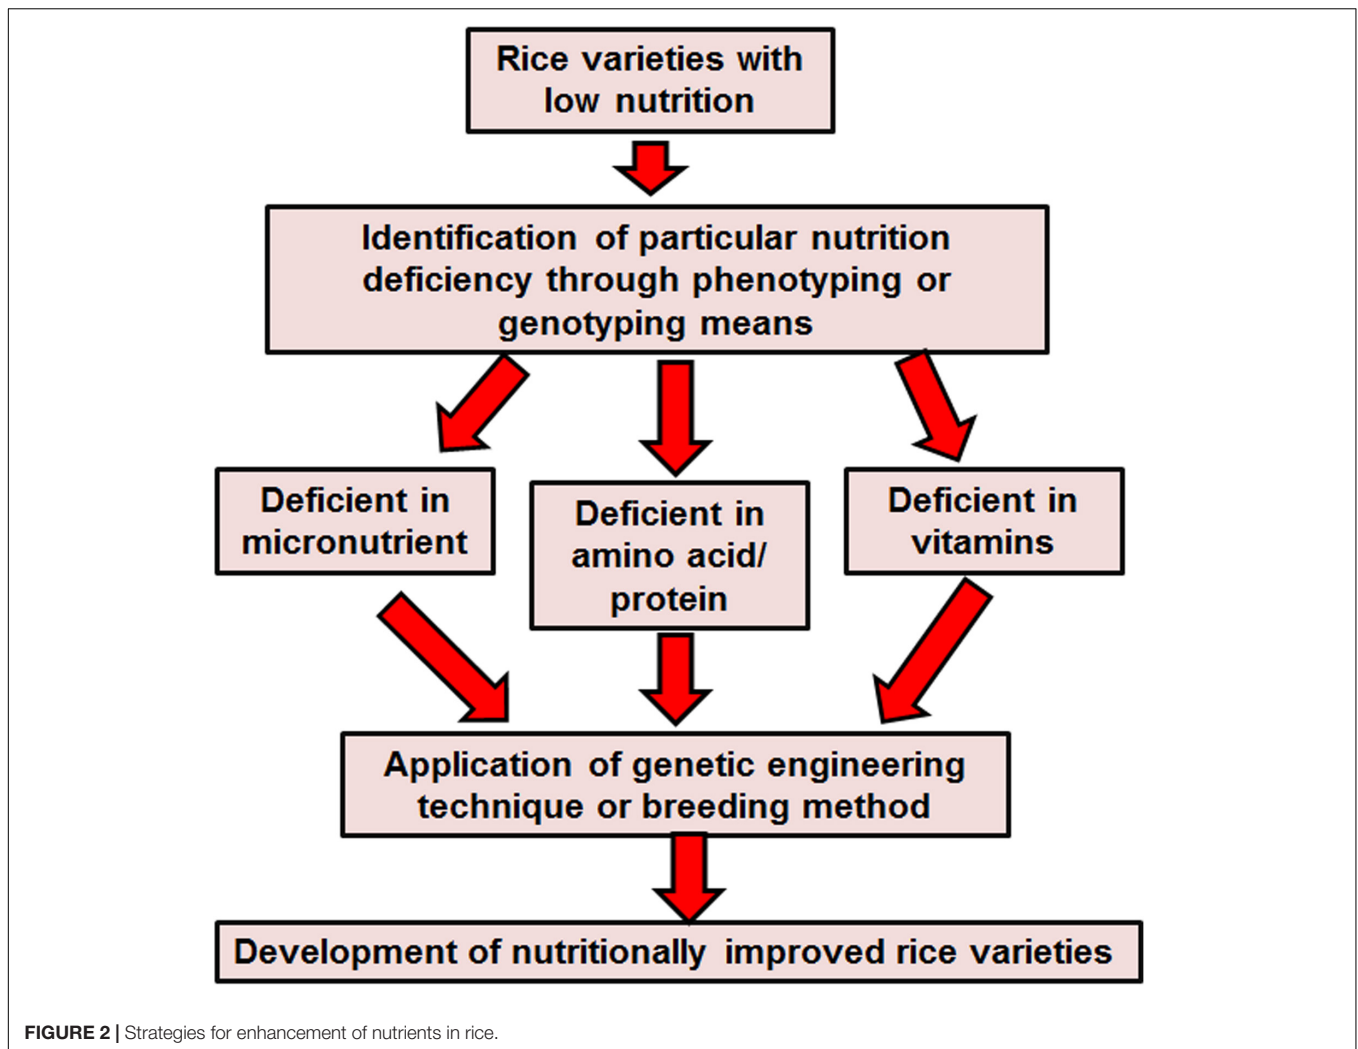 Rice varieties with
low nutrition
Identification of particular nutrition
deficiency through phenotyping or
genotyping means
Deficient in
micronutrient
Deficient in
amino acid/
protein
Deficient in
vitamins
Application of genetic engineering
technique or breeding method
Development of nutritionally improved rice varieties
FIGURE 2 | Strategies for enhancement of nutrients in rice.